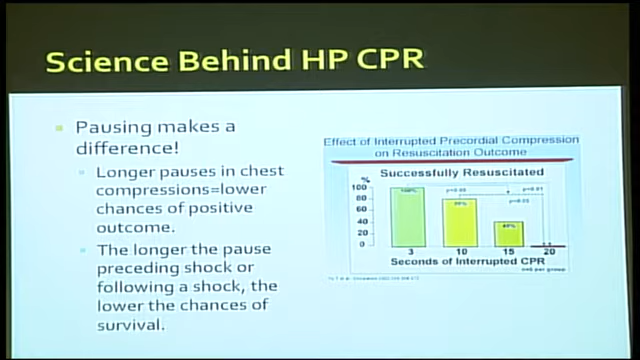 Science Behind HP CPR
Pausing makes a
difference!
Longer pauses in chest
compressions=lower
chances of positive
outcome.
The longer the pause
preceding shock or
following a shock, the
lower the chances of
survival.
Effect of Interrupted Precordial Compression
on Resuscitation Outcome
Successfully Resuscitated
%
100
80
60
40
20
0
100%
3
10
15
20
Seconds of Interrupted CPR
n=5 per group